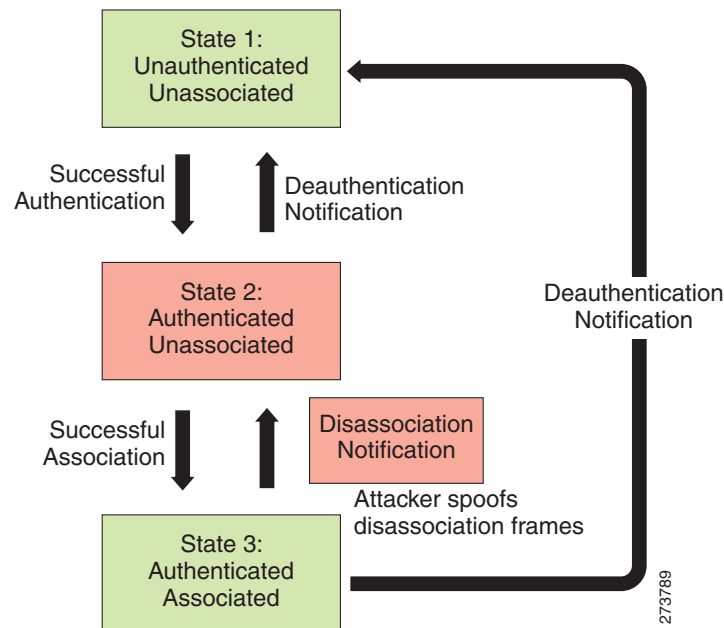 State 1:
Unauthenticated
Unassociated
Successful
Authentication
Deauthentication
Notification
State 2:
Authenticated
Unassociated
Deauthentication
Notification
Successful
Association
Disassociation
Notification
Attacker spoofs
disassociation frames
State 3:
Authenticated
Associated
273789